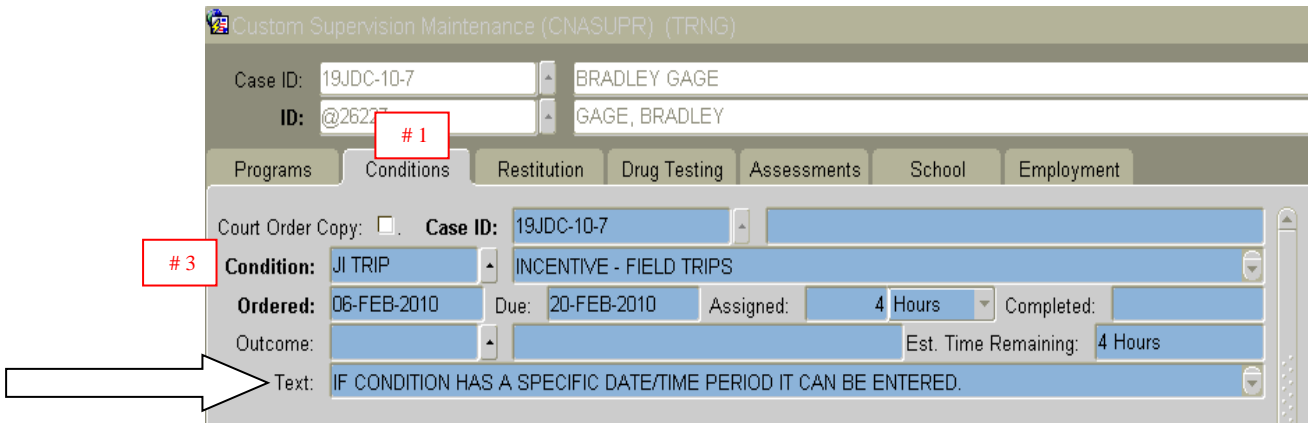 Custom Supervision Maintenance (CNASUPR) (TRNG)
Case ID: 19JDC-10-7 BRADLEY GAGE
ID: @26227 GAGE, BRADLEY
# 1
Programs Conditions Restitution Drug Testing Assessments School Employment
Court Order Copy: . Case ID: 19JDC-10-7
# 3 Condition: JI TRIP INCENTIVE - FIELD TRIPS
Ordered: 06-FEB-2010 Due: 20-FEB-2010 Assigned: 4 Hours Completed:
Outcome: Est. Time Remaining: 4 Hours
Text: IF CONDITION HAS A SPECIFIC DATE/TIME PERIOD IT CAN BE ENTERED.